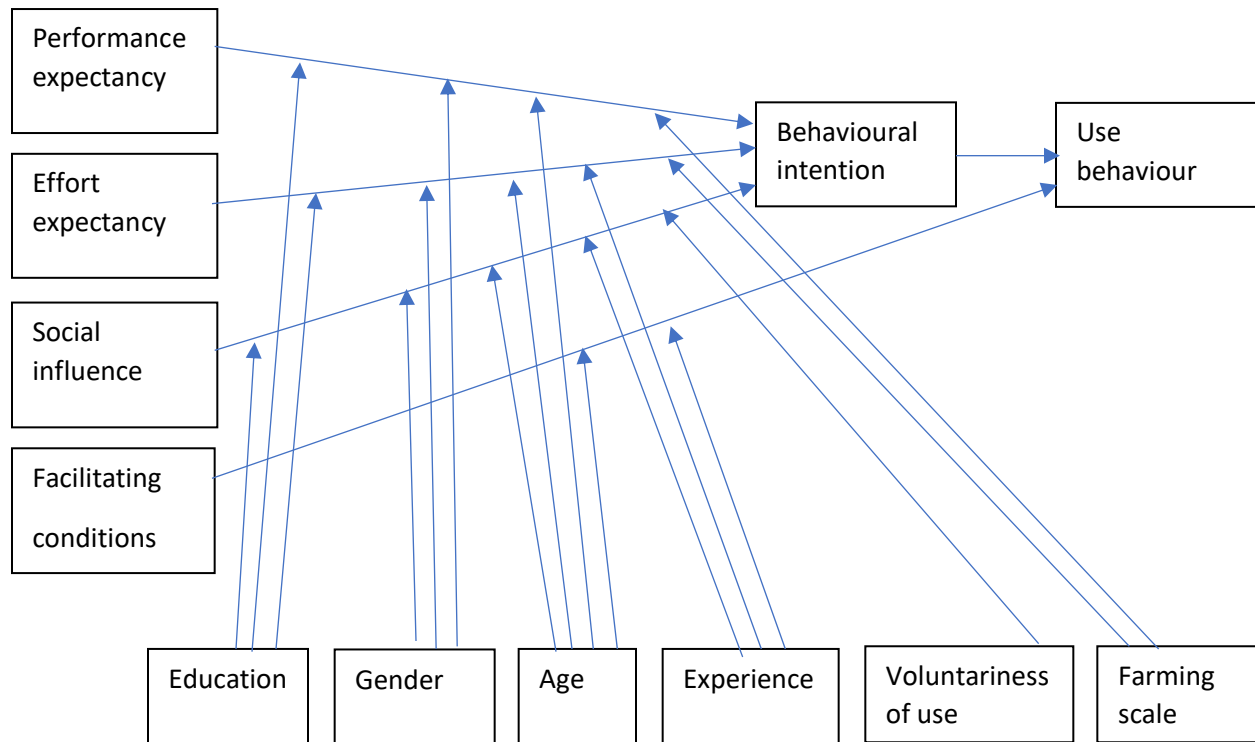 Performance
expectancy
Effort
expectancy
Social
influence
Facilitating
conditions
Behavioural
intention
Use
behaviour
Education
Gender
Age
Experience
Voluntariness
of use
Farming
scale